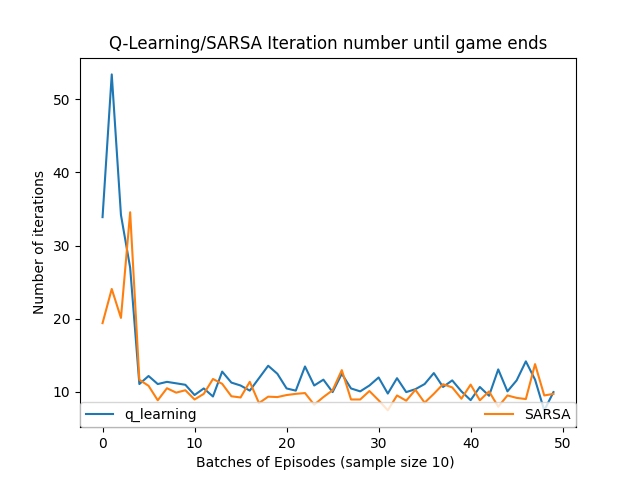 Q-Learning/SARSA Iteration number until game ends
Number of iterations
50
40
30
20
10
q_learning
SARSA
0
10
20
30
40
50
Batches of Episodes (sample size 10)